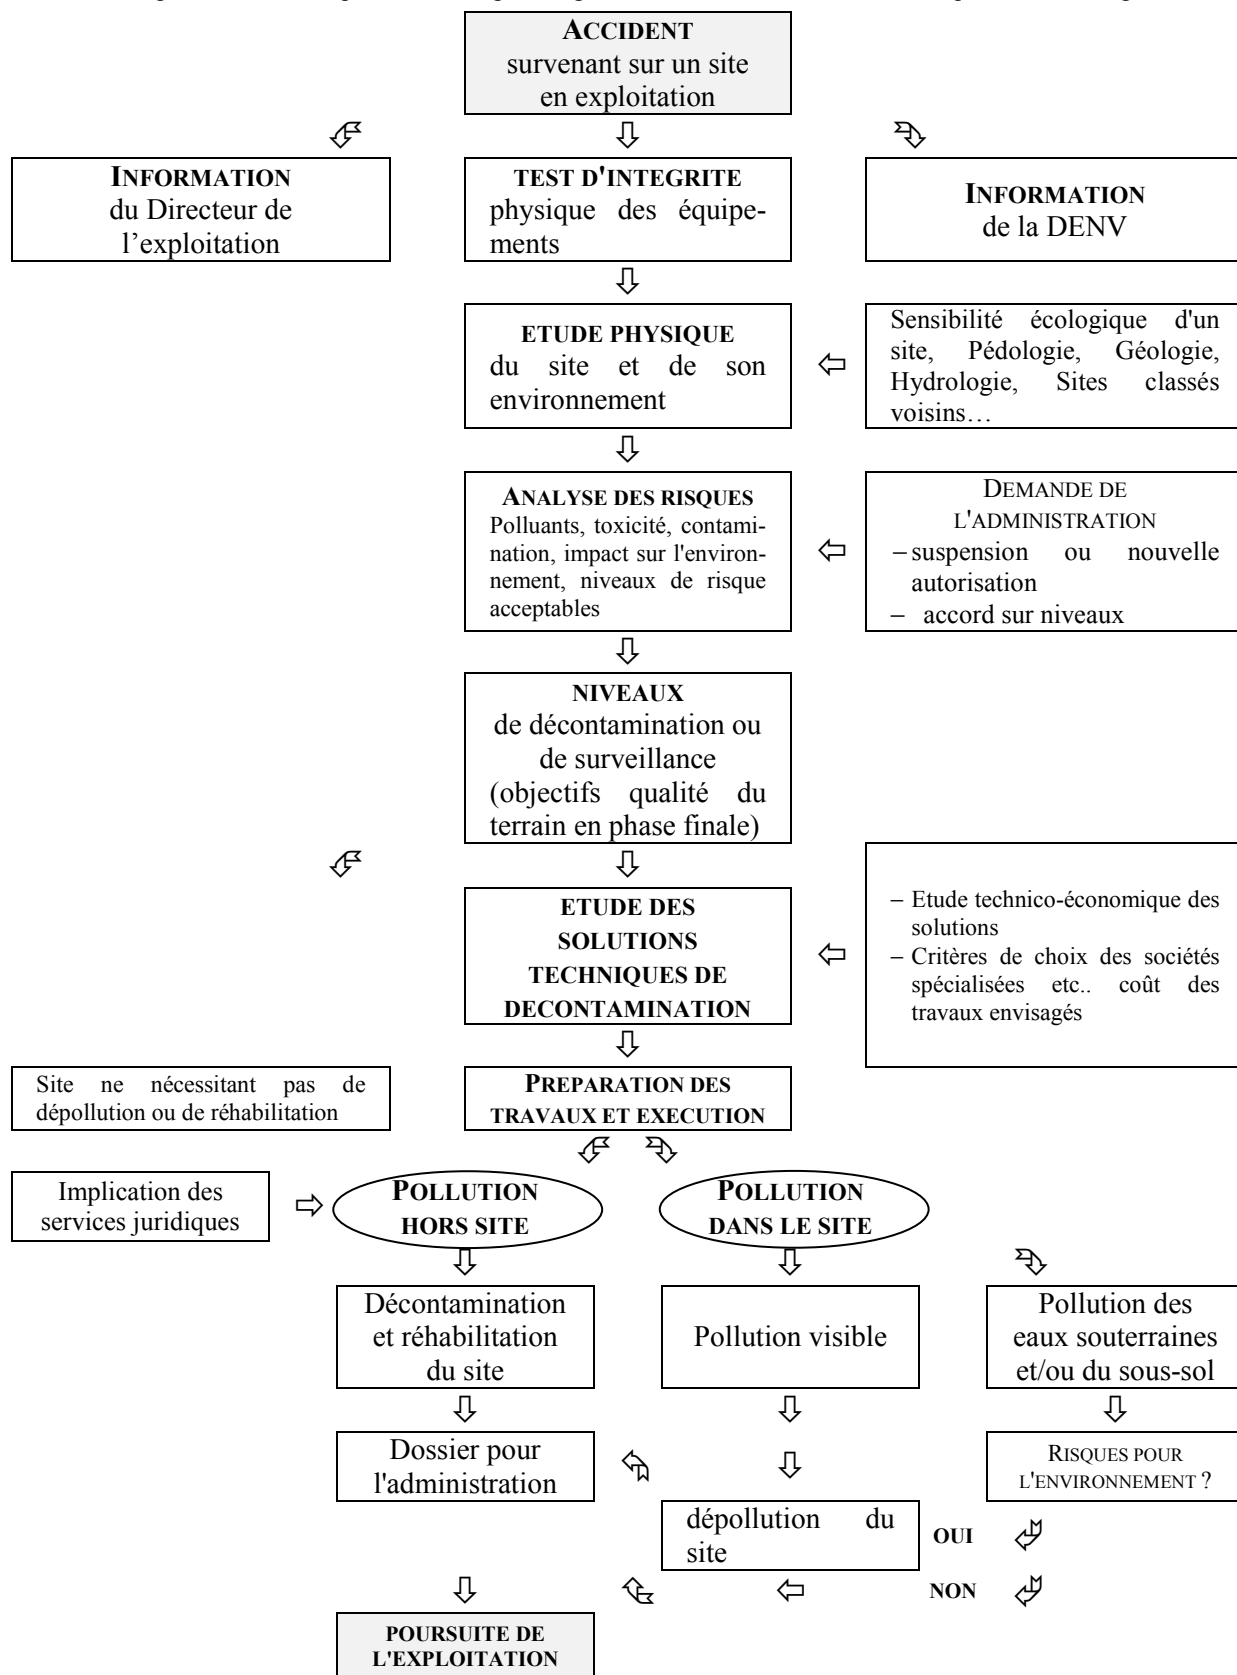 ACCIDENT
survenant sur un site
en exploitation
INFORMATION
du Directeur de
l’exploitation
TEST D'INTEGRITE
physique des équipe-
ments
INFORMATION
de la DENV
ETUDE PHYSIQUE
du site et de son
environnement
Sensibilité écologique d'un
site, Pédologie, Géologie,
Hydrologie, Sites classés
voisins…
ANALYSE DES RISQUES
Polluants, toxicité, contami-
nation, impact sur l'environ-
nement, niveaux de risque
acceptables
DEMANDE DE
L'ADMINISTRATION
– suspension ou nouvelle
autorisation
– accord sur niveaux
NIVEAUX
de décontamination ou
de surveillance
(objectifs qualité du
terrain en phase finale)
ETUDE DES
SOLUTIONS
TECHNIQUES DE
DECONTAMINATION
– Etude technico-économique des
solutions
– Critères de choix des sociétés
spécialisées etc.. coût des
travaux envisagés
Site ne nécessitant pas de
dépollution ou de réhabilitation
PREPARATION DES
TRAVAUX ET EXECUTION
Implication des
services juridiques
POLLUTION
HORS SITE
POLLUTION
DANS LE SITE
Décontamination
et réhabilitation
du site
Pollution visible
Pollution des
eaux souterraines
et/ou du sous-sol
Dossier pour
l'administration
RISQUES POUR
L'ENVIRONNEMENT ?
dépollution du
site
OUI
NON
POURSUITE DE
L'EXPLOITATION